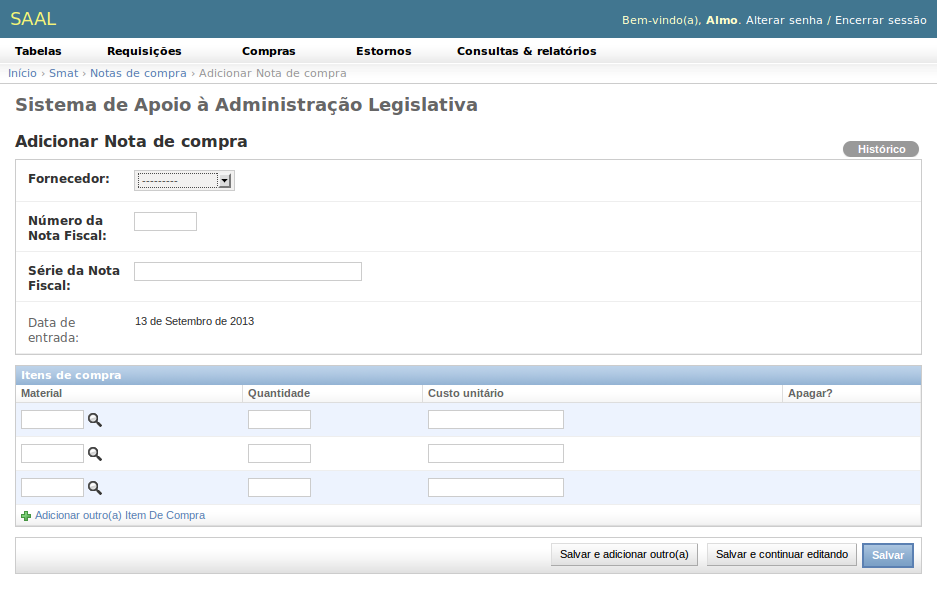 SAAL
Bem-vindo(a), Almo. Alterar senha / Encerrar sessão
Tabelas Requisições Compras Estornos Consultas & relatórios
Início › Smat › Notas de compra › Adicionar Nota de compra
Sistema de Apoio à Administração Legislativa
Adicionar Nota de compra
Histórico
Fornecedor: ---------
Número da
Nota Fiscal:
Série da Nota
Fiscal:
Data de
entrada:
13 de Setembro de 2013
Itens de compra
Material Quantidade Custo unitário Apagar?
Adicionar outro(a) Item De Compra
Salvar e adicionar outro(a) Salvar e continuar editando Salvar